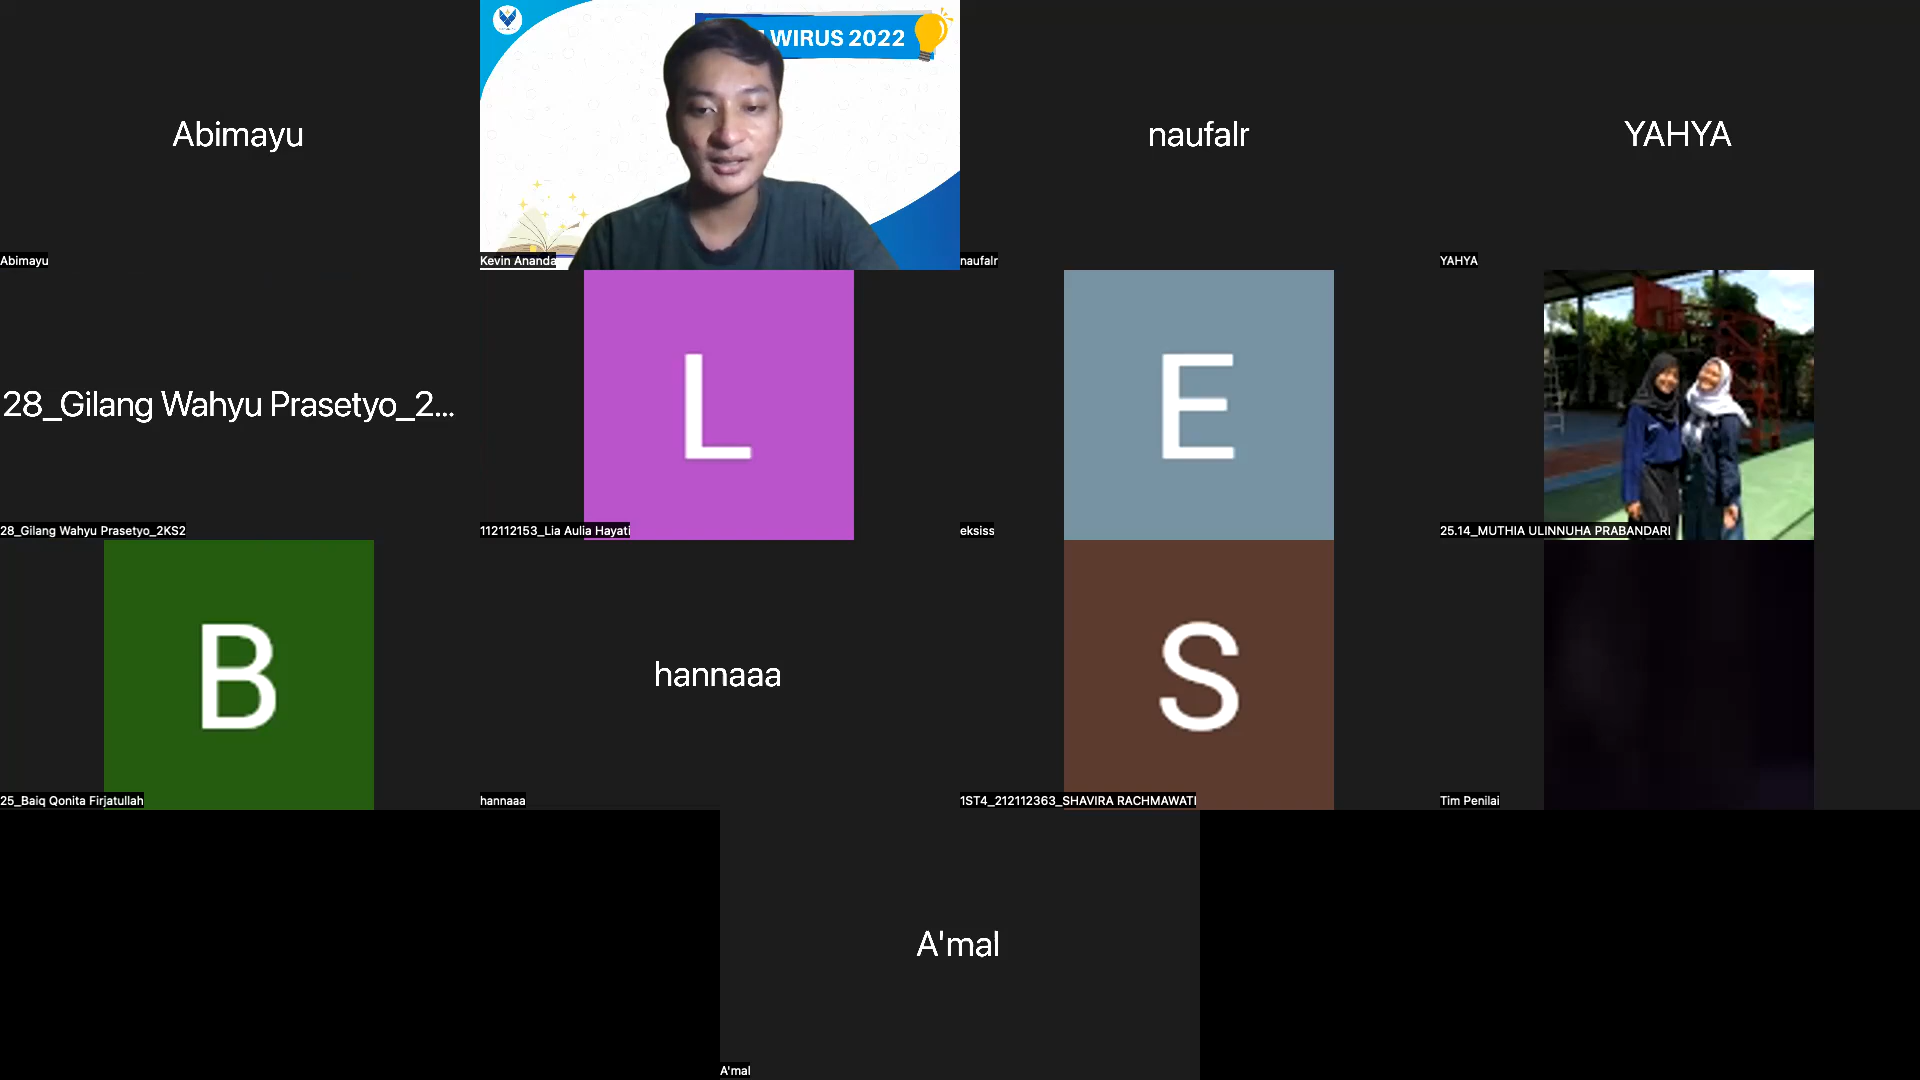 WIRUS 2022
Abimayu
naufalr
YAHYA
Abimayu
Kevin Ananda
naufalr
YAHYA
28_Gilang Wahyu Prasetyo_2...
L
E
28_Gilang Wahyu Prasetyo_2KS2
112112153_Lia Aulia Hayati
eksiss
25.14_MUTHIA ULINNUHA PRABANDARI
B
hannaaa
S
25_Baiq Qonita Firjatullah
hannaaa
1ST4_212112363_SHAVIRA RACHMAWATI
Tim Penilai
A'mal
A'mal